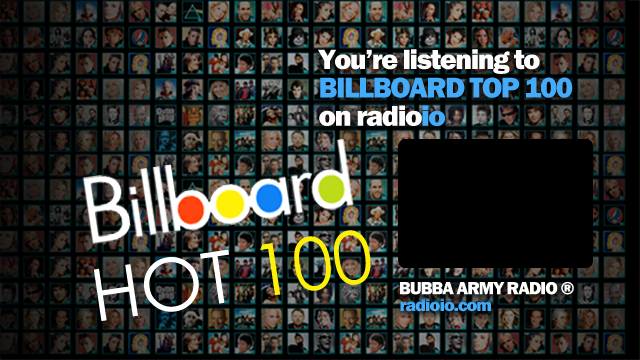 You're listening to
BILLBOARD TOP 100
on radioio
Billboard
HOT 100
BUBBA ARMY RADIO ®
radioio.com